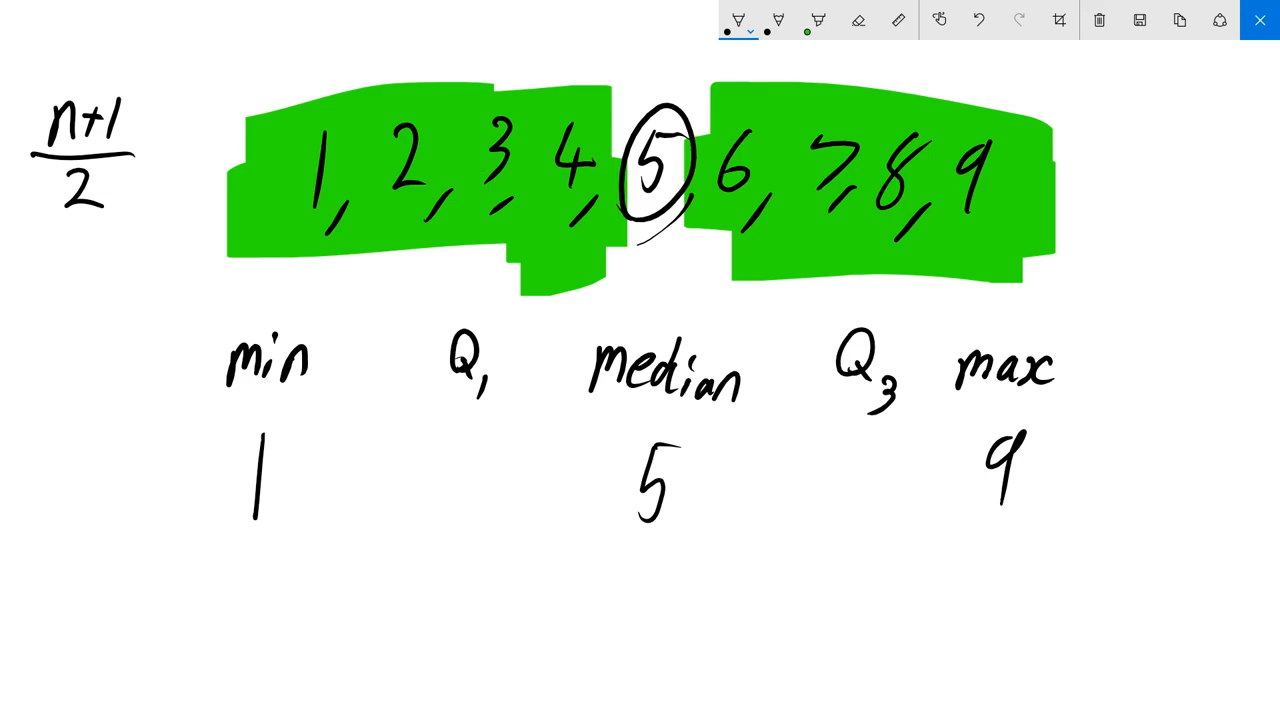 n+1
2
1, 2, 3, 4, 5, 6, 7, 8, 9
min Q1 median Q3 max
1 5 9